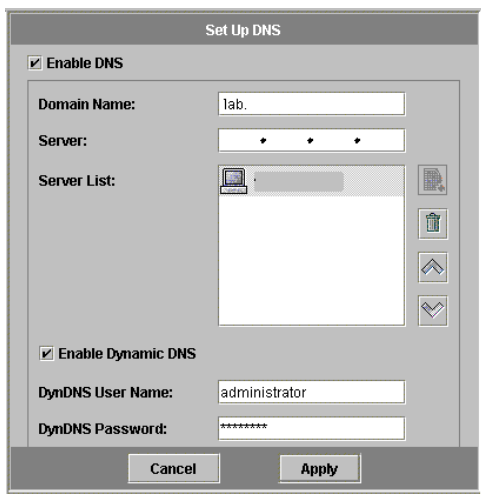 Set Up DNS
Enable DNS
Domain Name: lab.
Server: . . .
Server List:
Enable Dynamic DNS
DynDNS User Name: administrator
DynDNS Password: ********
Cancel Apply